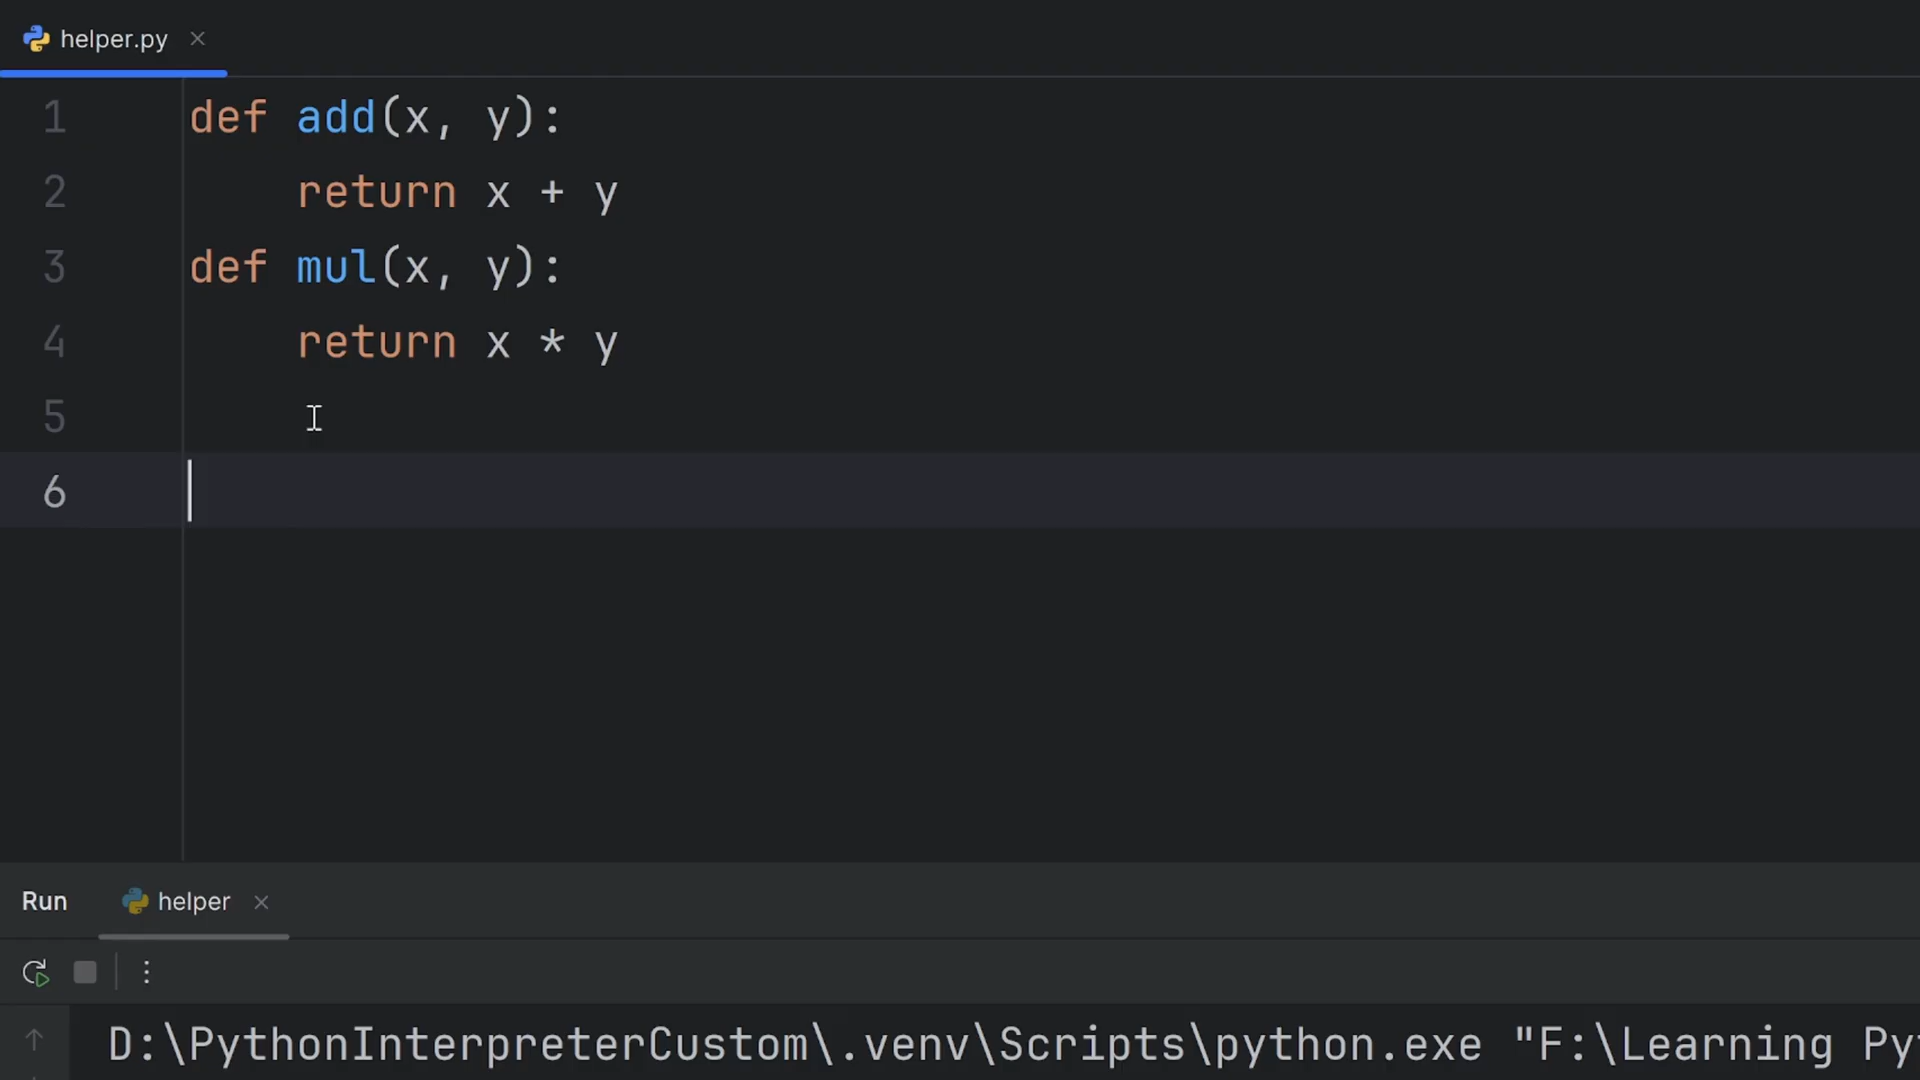 helper.py
1 def add(x, y):
2     return x + y
3 def mul(x, y):
4     return x * y
5
6
Run helper
D:\PythonInterpreterCustom\.venv\Scripts\python.exe "F:\Learning